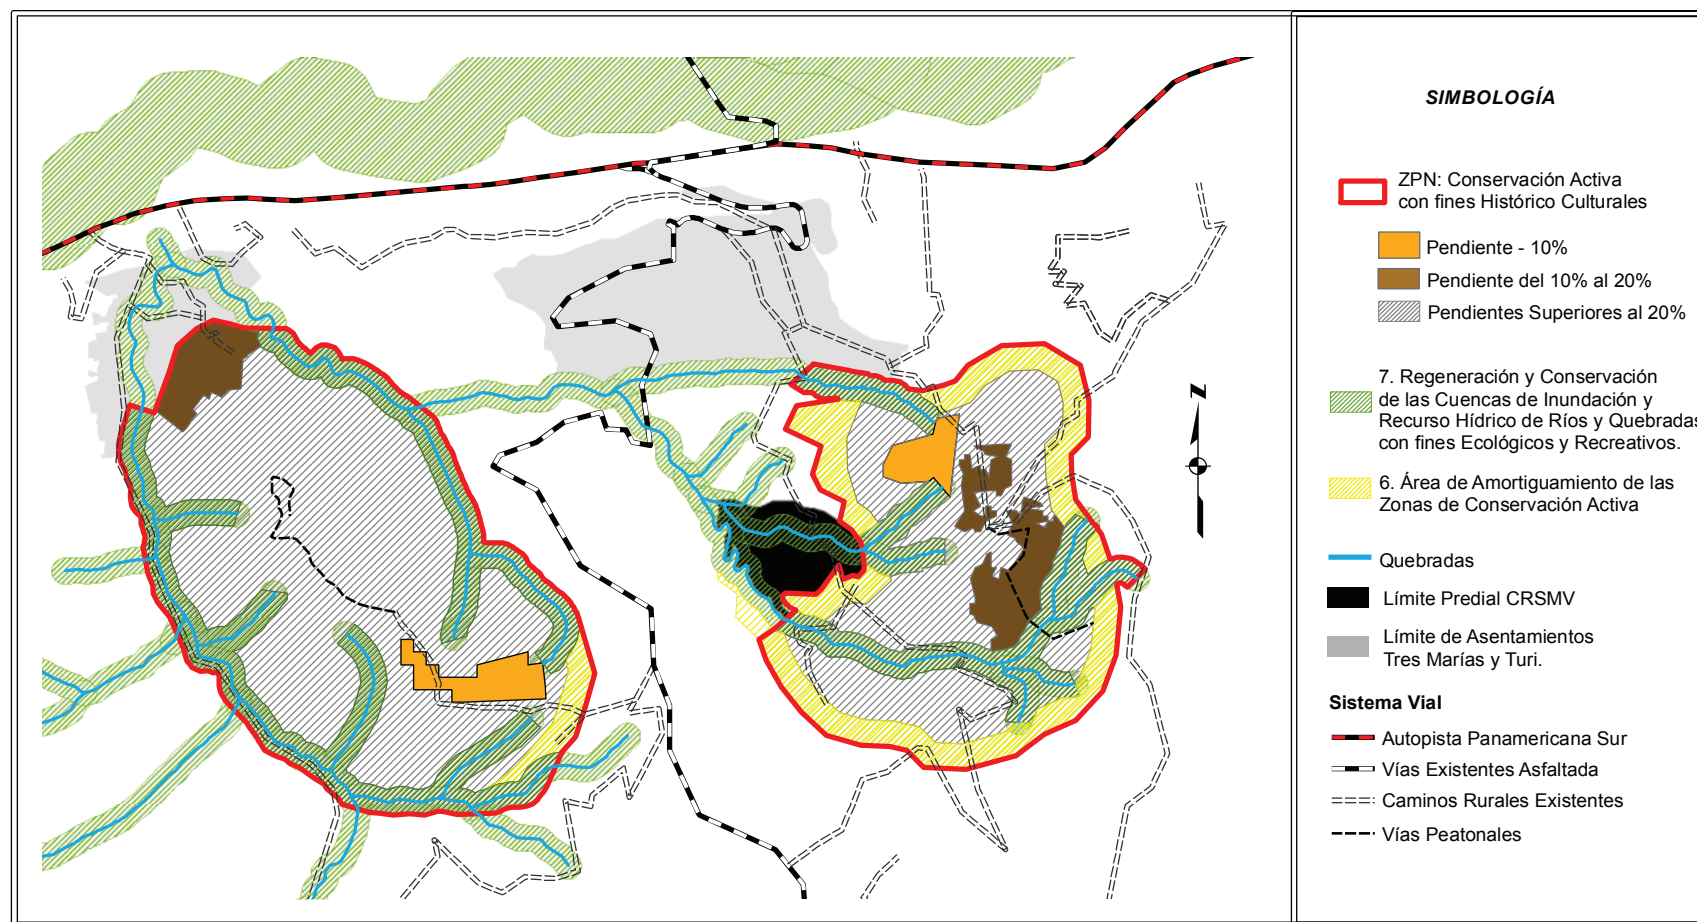 SIMBOLOGÍA
ZPN: Conservación Activa
con fines Histórico Culturales
Pendiente - 10%
Pendiente del 10% al 20%
Pendientes Superiores al 20%
7. Regeneración y Conservación
de las Cuencas de Inundación y
Recurso Hídrico de Ríos y Quebradas
con fines Ecológicos y Recreativos.
6. Área de Amortiguamiento de las
Zonas de Conservación Activa
Quebradas
Límite Predial CRSMV
Límite de Asentamientos
Tres Marías y Turi.
Sistema Vial
Autopista Panamericana Sur
Vías Existentes Asfaltada
Caminos Rurales Existentes
Vías Peatonales
N